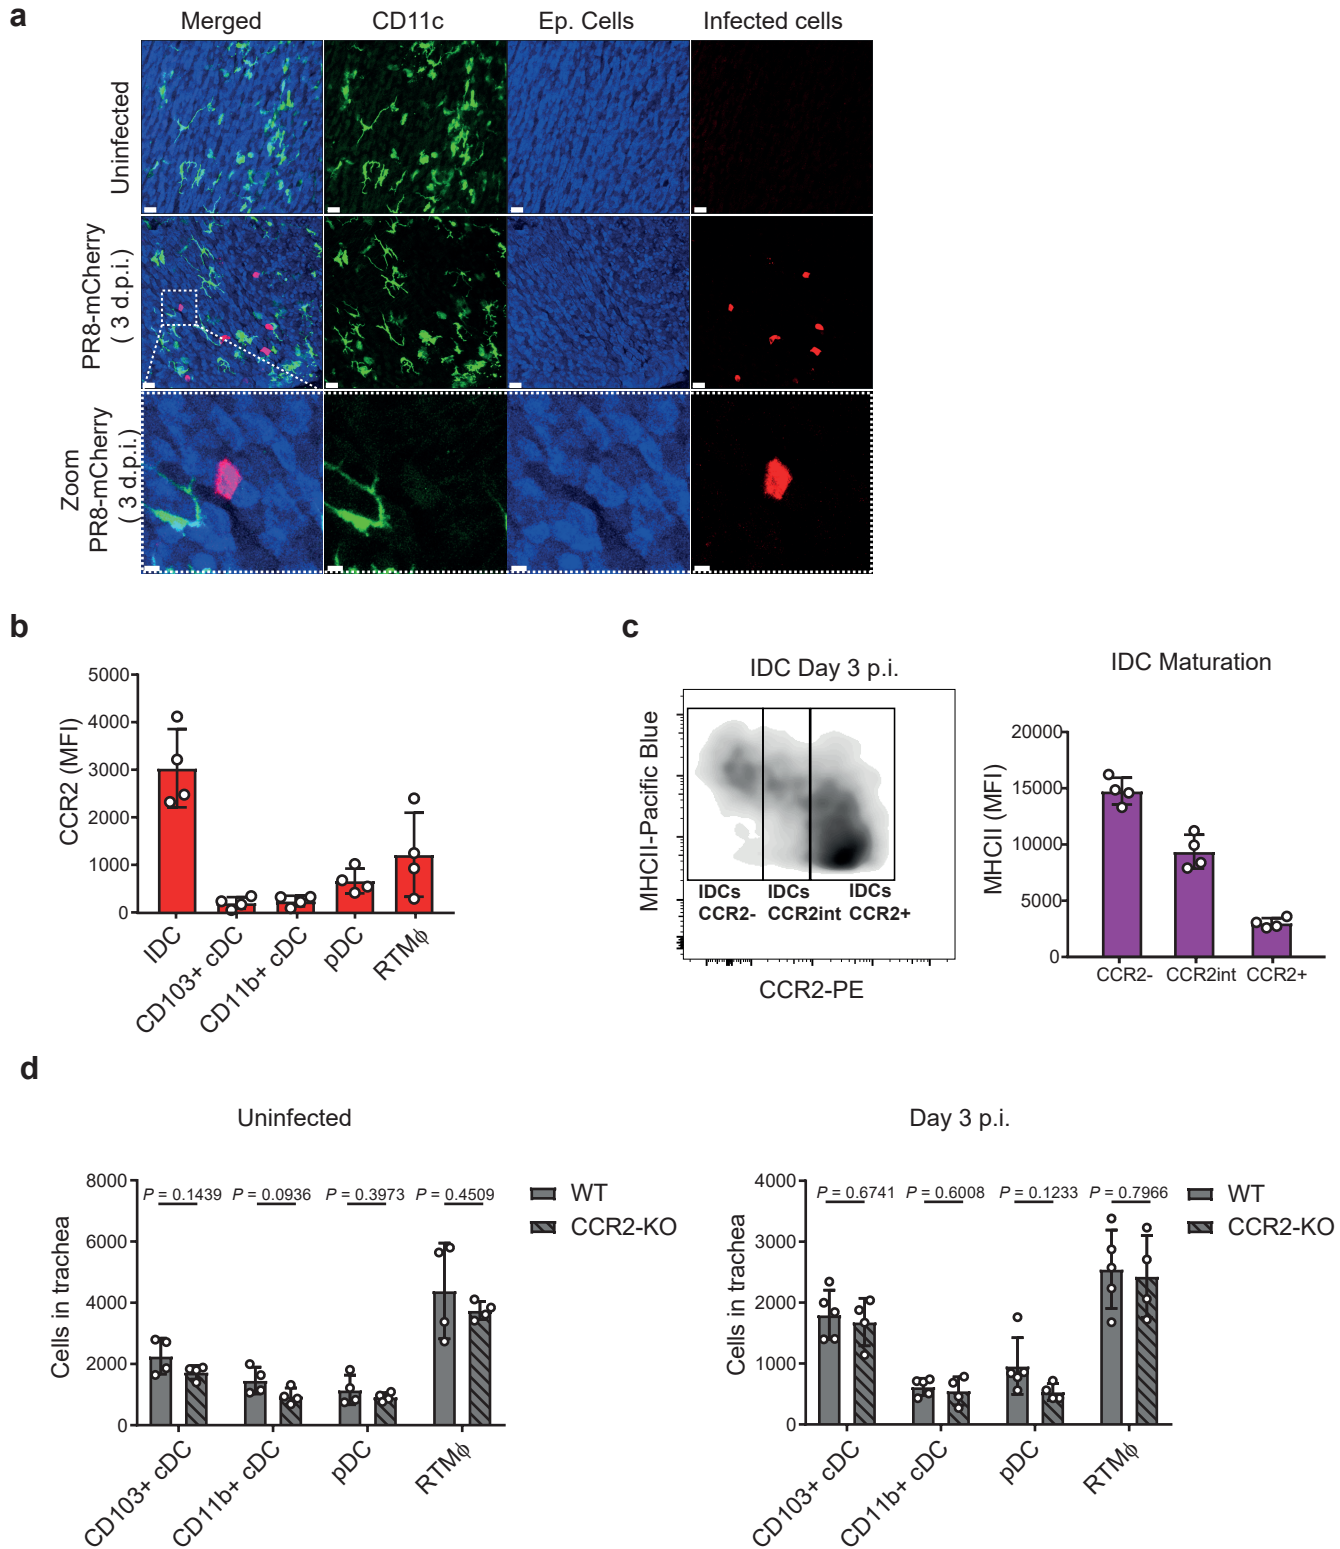 a
Merged CD11c Ep. Cells Infected cells
Uninfected
PR8-mCherry
( 3 d.p.i.)
Zoom
PR8-mCherry
( 3 d.p.i.)
b
CCR2 (MFI)
5000
4000
3000
2000
1000
0
IDC
CD103+ cDC
CD11b+ cDC
pDC
RTMϕ
c
IDC Day 3 p.i.
MHCII-Pacific Blue
IDCs IDCs IDCs
CCR2- CCR2int CCR2+
CCR2-PE
IDC Maturation
MHCII (MFI)
20000
15000
10000
5000
0
CCR2- CCR2int CCR2+
d
Uninfected
Cells in trachea
8000
6000
4000
2000
0
P = 0.1439 P = 0.0936 P = 0.3973 P = 0.4509
WT
CCR2-KO
CD103+ cDC
CD11b+ cDC
pDC
RTMϕ
Day 3 p.i.
Cells in trachea
4000
3000
2000
1000
0
P = 0.6741 P = 0.6008 P = 0.1233 P = 0.7966
WT
CCR2-KO
CD103+ cDC
CD11b+ cDC
pDC
RTMϕ